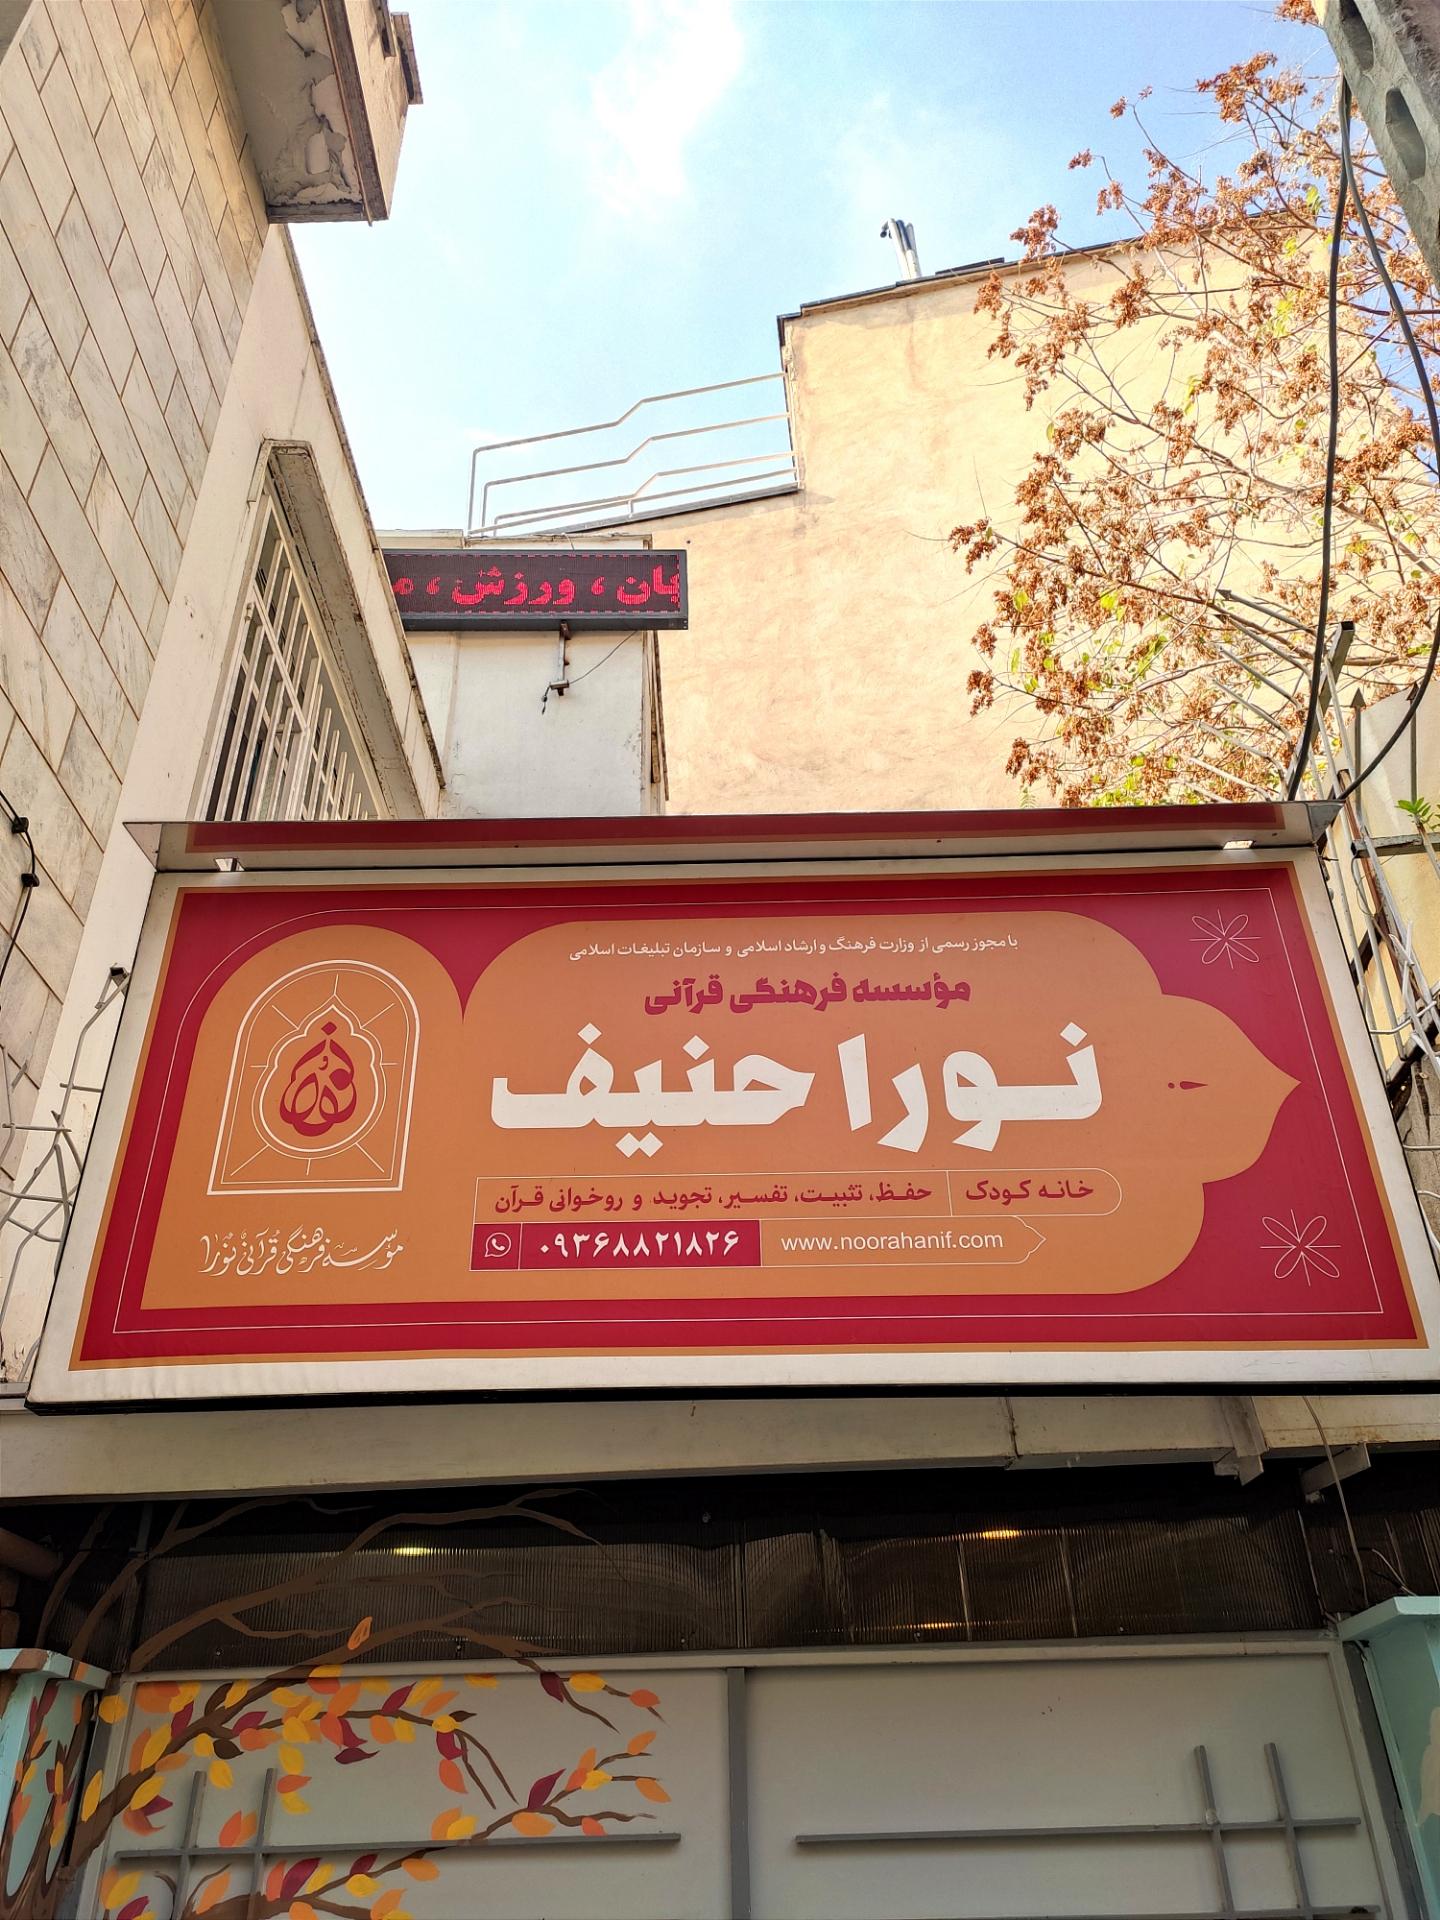 ان ، ورزش ، م
با مجوز رسمی از وزارت فرهنگ و ارشاد اسلامی و سازمان تبلیغات اسلامی
مؤسسه فرهنگی قرآنی
نورا حنیف
خانه کودک
حفظ، تثبیت، تفسیر، تجوید و روخوانی قرآن
۰۹۳۶۸۸۲۱۸۲۶
www.noorahanif.com
مؤسسه فرهنگی قرآنی نورا